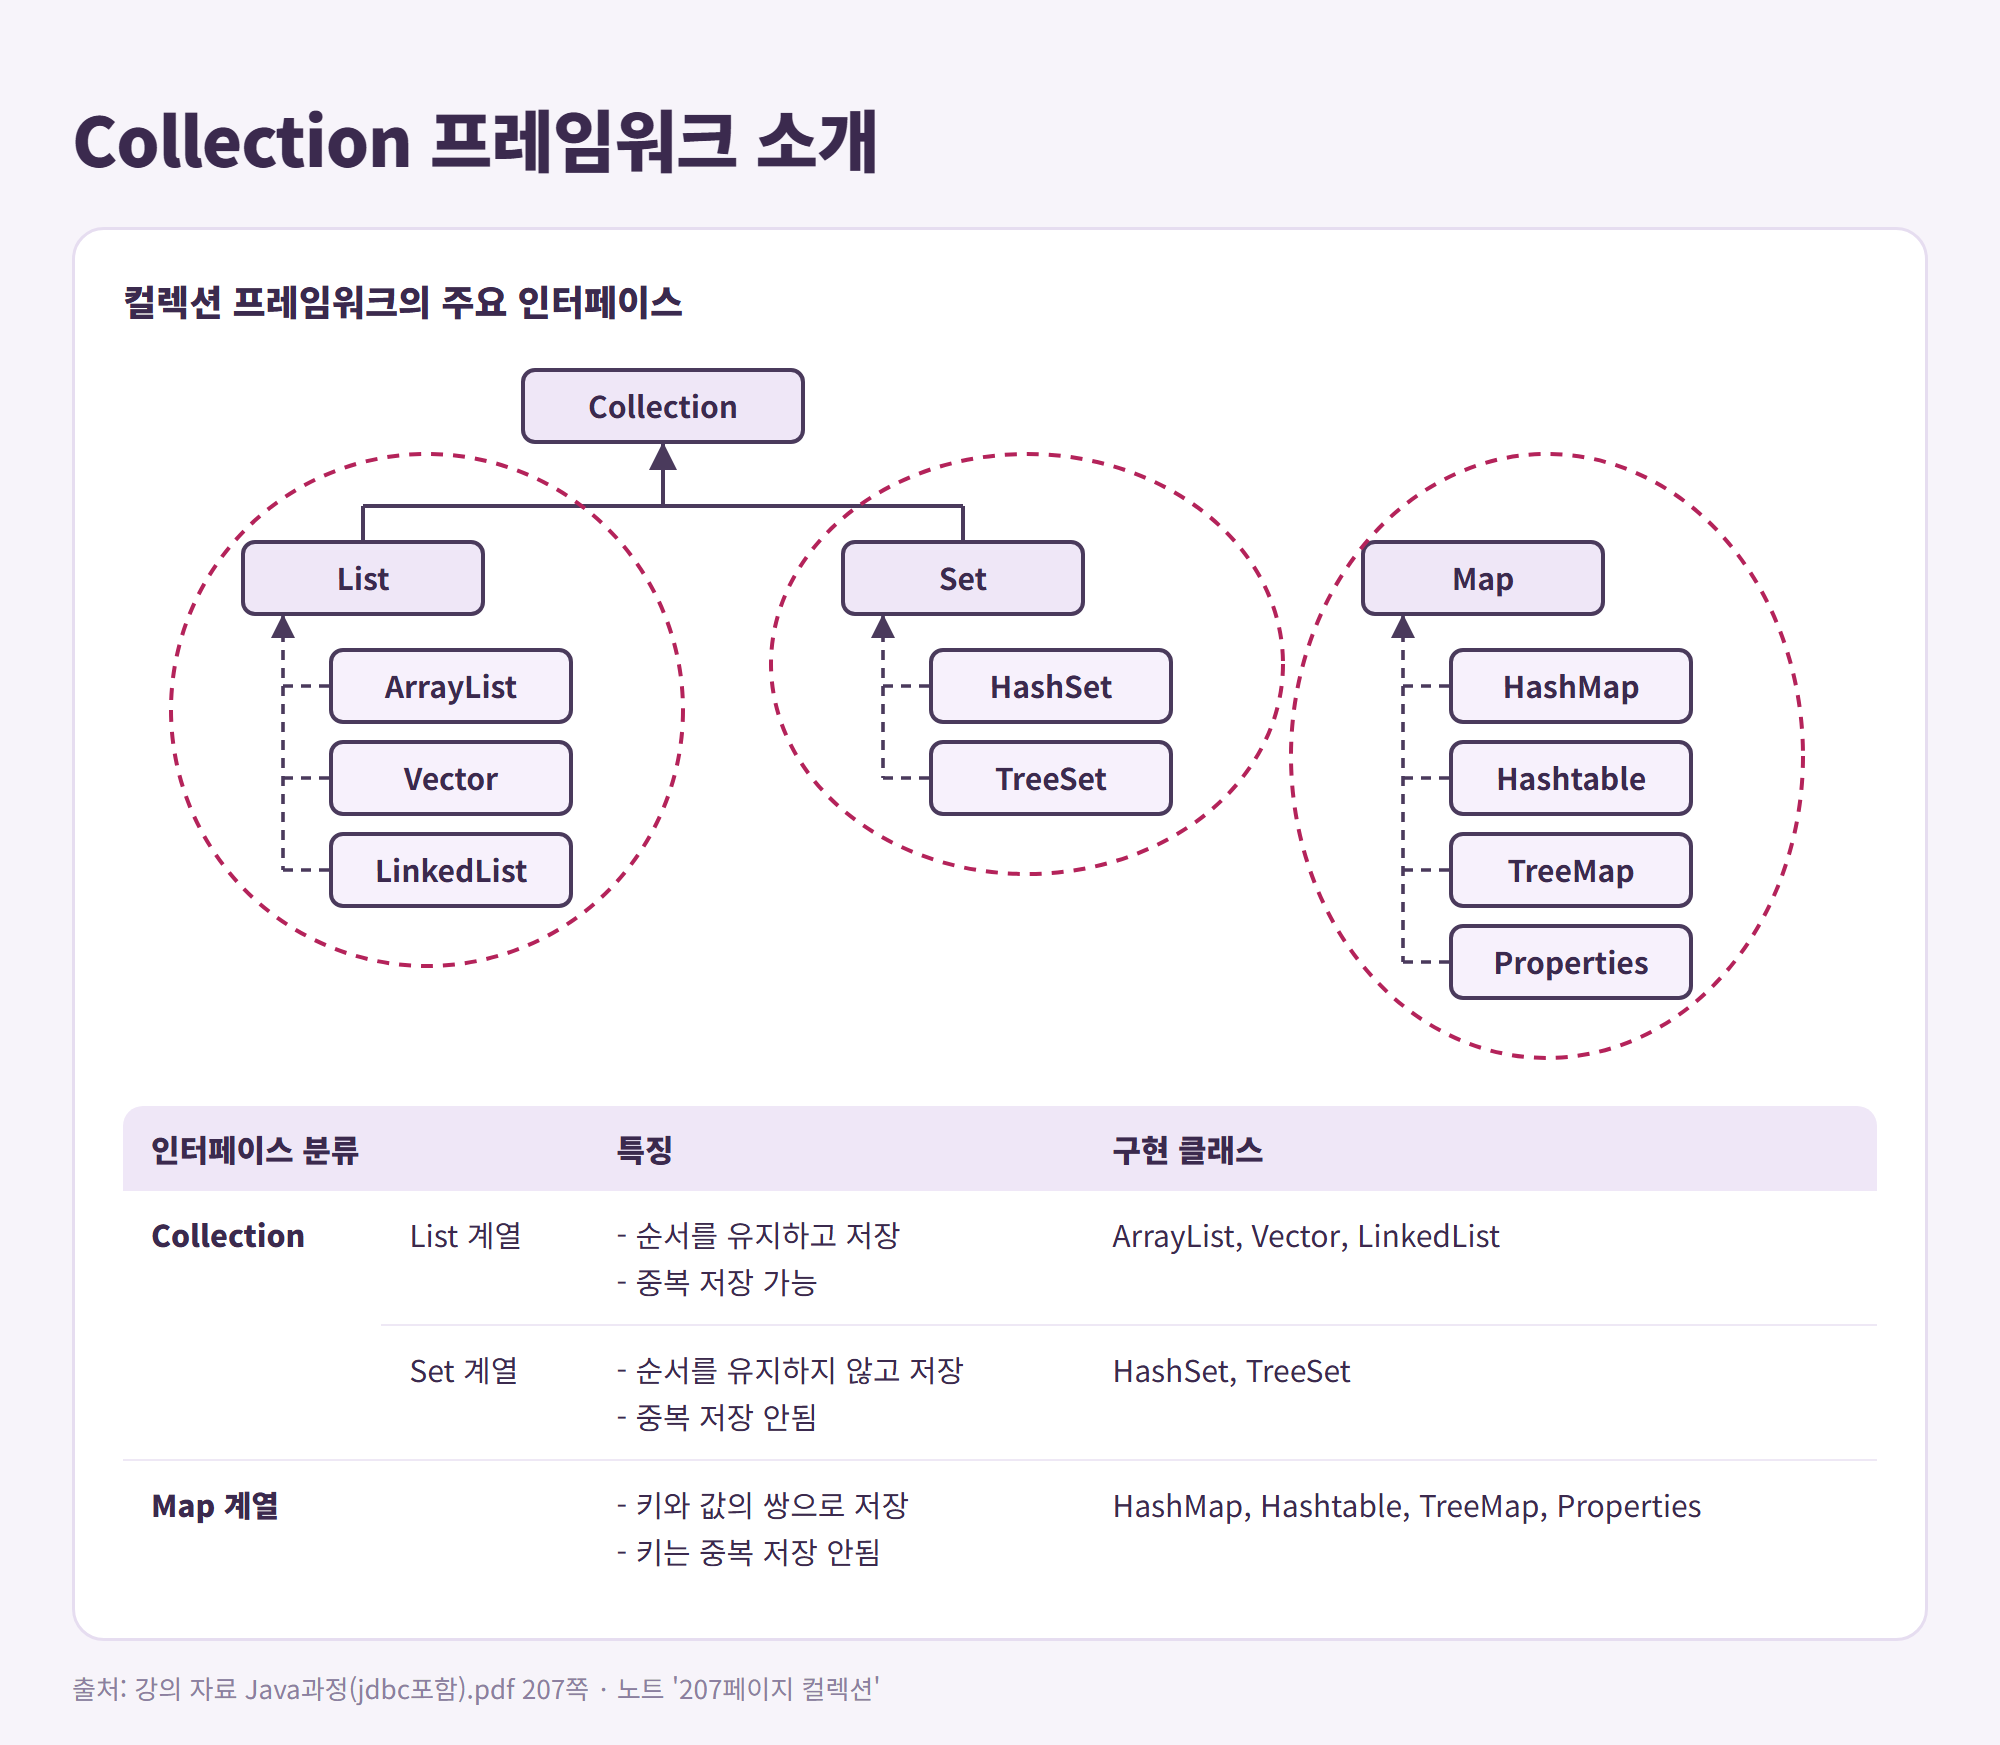 Collection 프레임워크 소개
컬렉션 프레임워크의 주요 인터페이스
Collection
List
Set
Map
ArrayList
HashSet
HashMap
Vector
TreeSet
Hashtable
LinkedList
TreeMap
Properties
인터페이스 분류 특징 구현 클래스
Collection List 계열 - 순서를 유지하고 저장 ArrayList, Vector, LinkedList
- 중복 저장 가능
Set 계열 - 순서를 유지하지 않고 저장 HashSet, TreeSet
- 중복 저장 안됨
Map 계열 - 키와 값의 쌍으로 저장 HashMap, Hashtable, TreeMap, Properties
- 키는 중복 저장 안됨
출처: 강의 자료 Java과정(jdbc포함).pdf 207쪽 · 노트 '207페이지 컬렉션'